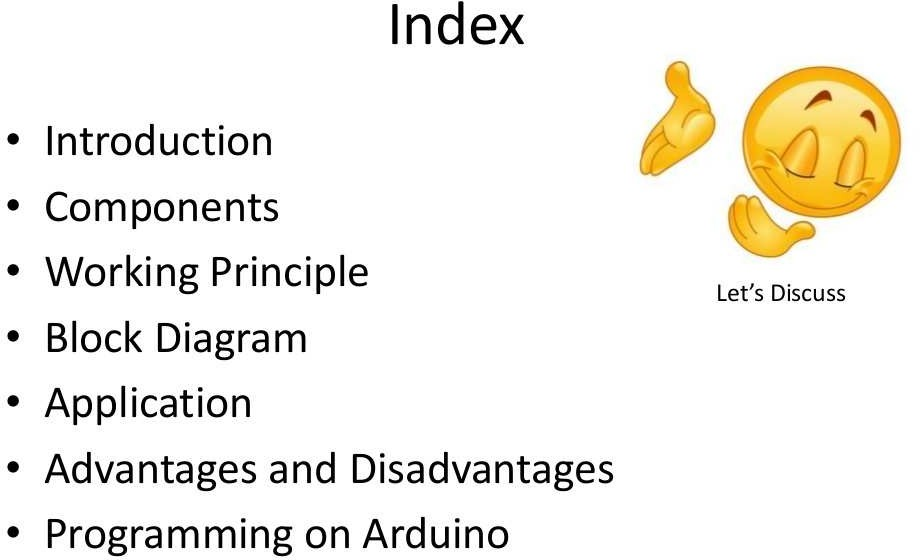 Index
• Introduction
• Components
• Working Principle
• Block Diagram
• Application
• Advantages and Disadvantages
• Programming on Arduino
Let’s Discuss